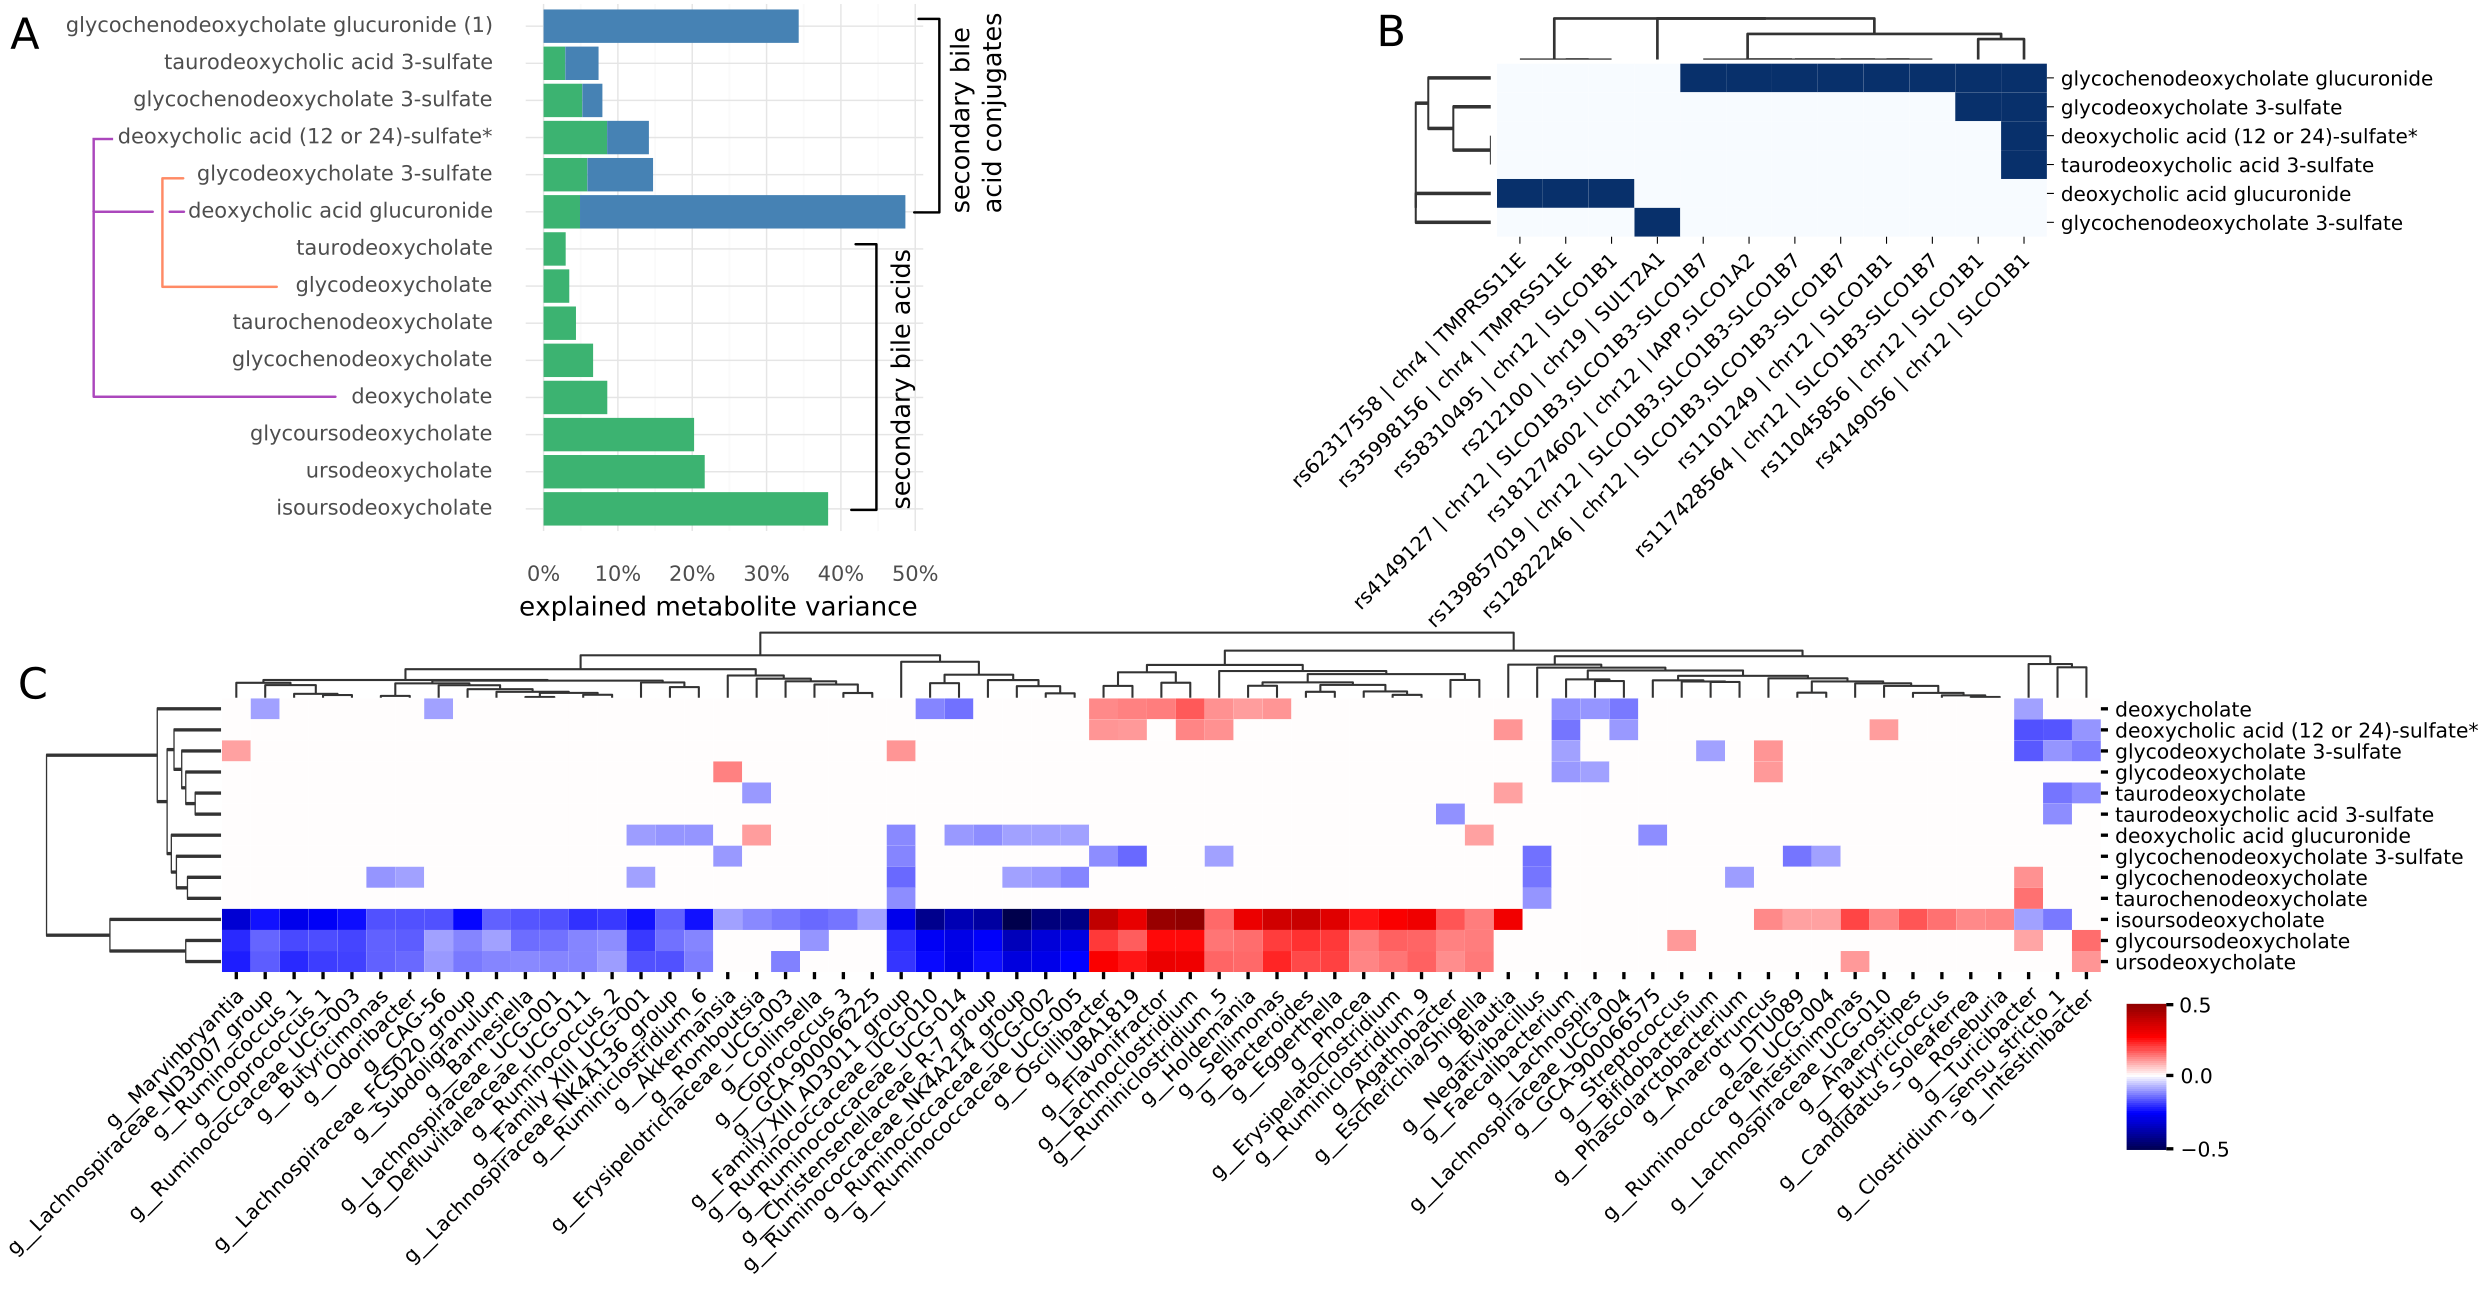 A
glycochenodeoxycholate glucuronide (1)
taurodeoxycholic acid 3-sulfate
glycochenodeoxycholate 3-sulfate
deoxycholic acid (12 or 24)-sulfate*
glycodeoxycholate 3-sulfate
deoxycholic acid glucuronide
taurodeoxycholate
glycodeoxycholate
taurochenodeoxycholate
glycochenodeoxycholate
deoxycholate
glycoursodeoxycholate
ursodeoxycholate
isoursodeoxycholate
secondary bile
acid conjugates
secondary bile acids
0% 10% 20% 30% 40% 50%
explained metabolite variance
B
glycochenodeoxycholate glucuronide
glycodeoxycholate 3-sulfate
deoxycholic acid (12 or 24)-sulfate*
taurodeoxycholic acid 3-sulfate
deoxycholic acid glucuronide
glycochenodeoxycholate 3-sulfate
rs62317558 | chr4 | TMPRSS11E
rs35998156 | chr4 | TMPRSS11E
rs58310495 | chr12 | SLCO1B1
rs212100 | chr19 | SULT2A1
rs4149127 | chr12 | SLCO1B3,SLCO1B3-SLCO1B7
rs181274602 | chr12 | IAPP,SLCO1A2
rs139857019 | chr12 | SLCO1B3,SLCO1B3-SLCO1B7
rs12822246 | chr12 | SLCO1B3,SLCO1B3-SLCO1B7
rs1101249 | chr12 | SLCO1B1
rs117428564 | chr12 | SLCO1B3-SLCO1B7
rs11045856 | chr12 | SLCO1B1
rs4149056 | chr12 | SLCO1B1
C
deoxycholate
deoxycholic acid (12 or 24)-sulfate*
glycodeoxycholate 3-sulfate
glycodeoxycholate
taurodeoxycholate
taurodeoxycholic acid 3-sulfate
deoxycholic acid glucuronide
glycochenodeoxycholate 3-sulfate
glycochenodeoxycholate
taurochenodeoxycholate
isoursodeoxycholate
glycoursodeoxycholate
ursodeoxycholate
g__Marvinbryantia
g__Lachnospiraceae_ND3007_group
g__Ruminococcus_1
g__Coprococcus_1
g__Ruminococcaceae_UCG-003
g__Butyricimonas
g__Odoribacter
g__CAG-56
g__Lachnospiraceae_FCS020_group
g__Subdoligranulum
g__Barnesiella
g__Lachnospiraceae_UCG-001
g__Defluviitaleaceae_UCG-011
g__Ruminococcus_2
g__Family_XIII_UCG-001
g__Lachnospiraceae_NK4A136_group
g__Ruminiclostridium_6
g__Akkermansia
g__Romboutsia
g__Erysipelotrichaceae_UCG-003
g__Collinsella
g__Coprococcus_3
g__GCA-900066225
g__Family_XIII_AD3011_group
g__Ruminococcaceae_UCG-010
g__Ruminococcaceae_UCG-014
g__Christensenellaceae_R-7_group
g__Ruminococcaceae_NK4A214_group
g__Ruminococcaceae_UCG-002
g__Ruminococcaceae_UCG-005
g__Oscillibacter
g__UBA1819
g__Flavonifractor
g__Lachnoclostridium
g__Ruminiclostridium_5
g__Holdemania
g__Sellimonas
g__Bacteroides
g__Eggerthella
g__Phocea
g__Erysipelatoclostridium
g__Ruminiclostridium_9
g__Agathobacter
g__Escherichia/Shigella
g__Blautia
g__Negativibacillus
g__Faecalibacterium
g__Lachnospira
g__Lachnospiraceae_UCG-004
g__GCA-900066575
g__Streptococcus
g__Bifidobacterium
g__Phascolarctobacterium
g__Anaerotruncus
g__DTU089
g__Ruminococcaceae_UCG-004
g__Intestinimonas
g__Lachnospiraceae_UCG-010
g__Anaerostipes
g__Butyricicoccus
g__Candidatus_Soleaferrea
g__Roseburia
g__Turicibacter
g__Clostridium_sensu_stricto_1
g__Intestinibacter
0.5
0.0
−0.5